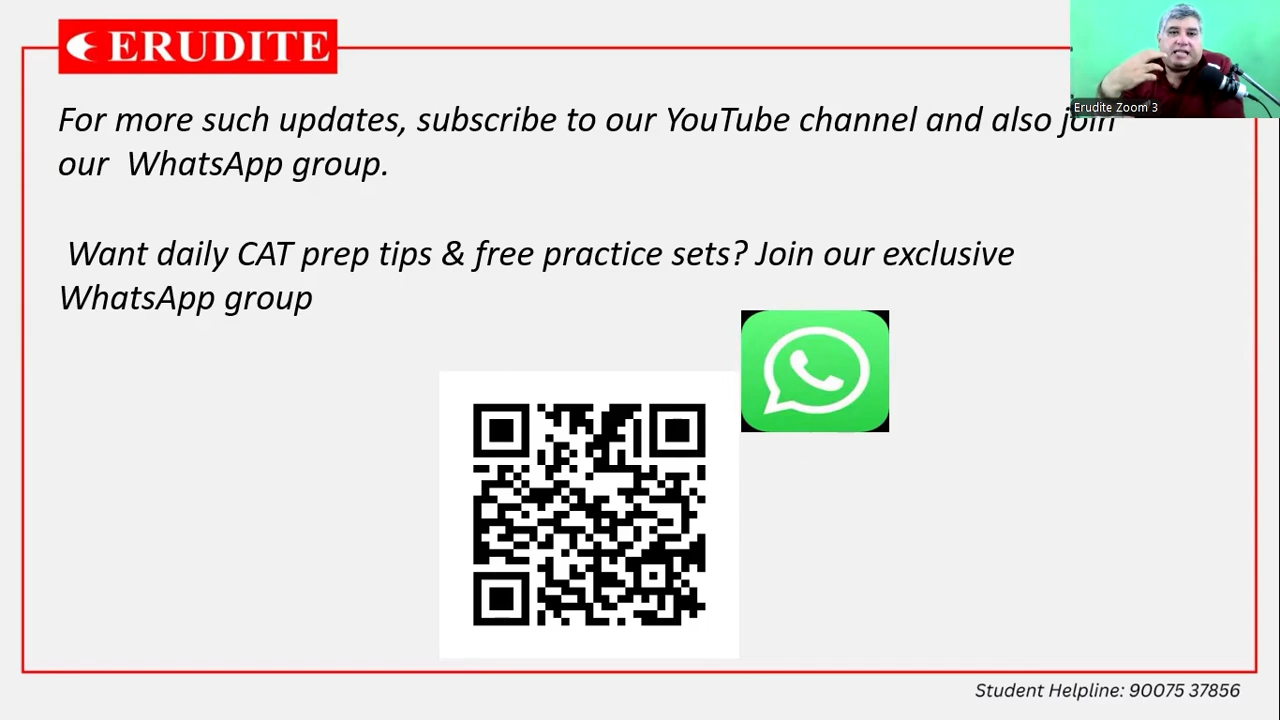 ERUDITE
Erudite Zoom 3
For more such updates, subscribe to our YouTube channel and also join
our WhatsApp group.
Want daily CAT prep tips & free practice sets? Join our exclusive
WhatsApp group
Student Helpline: 90075 37856